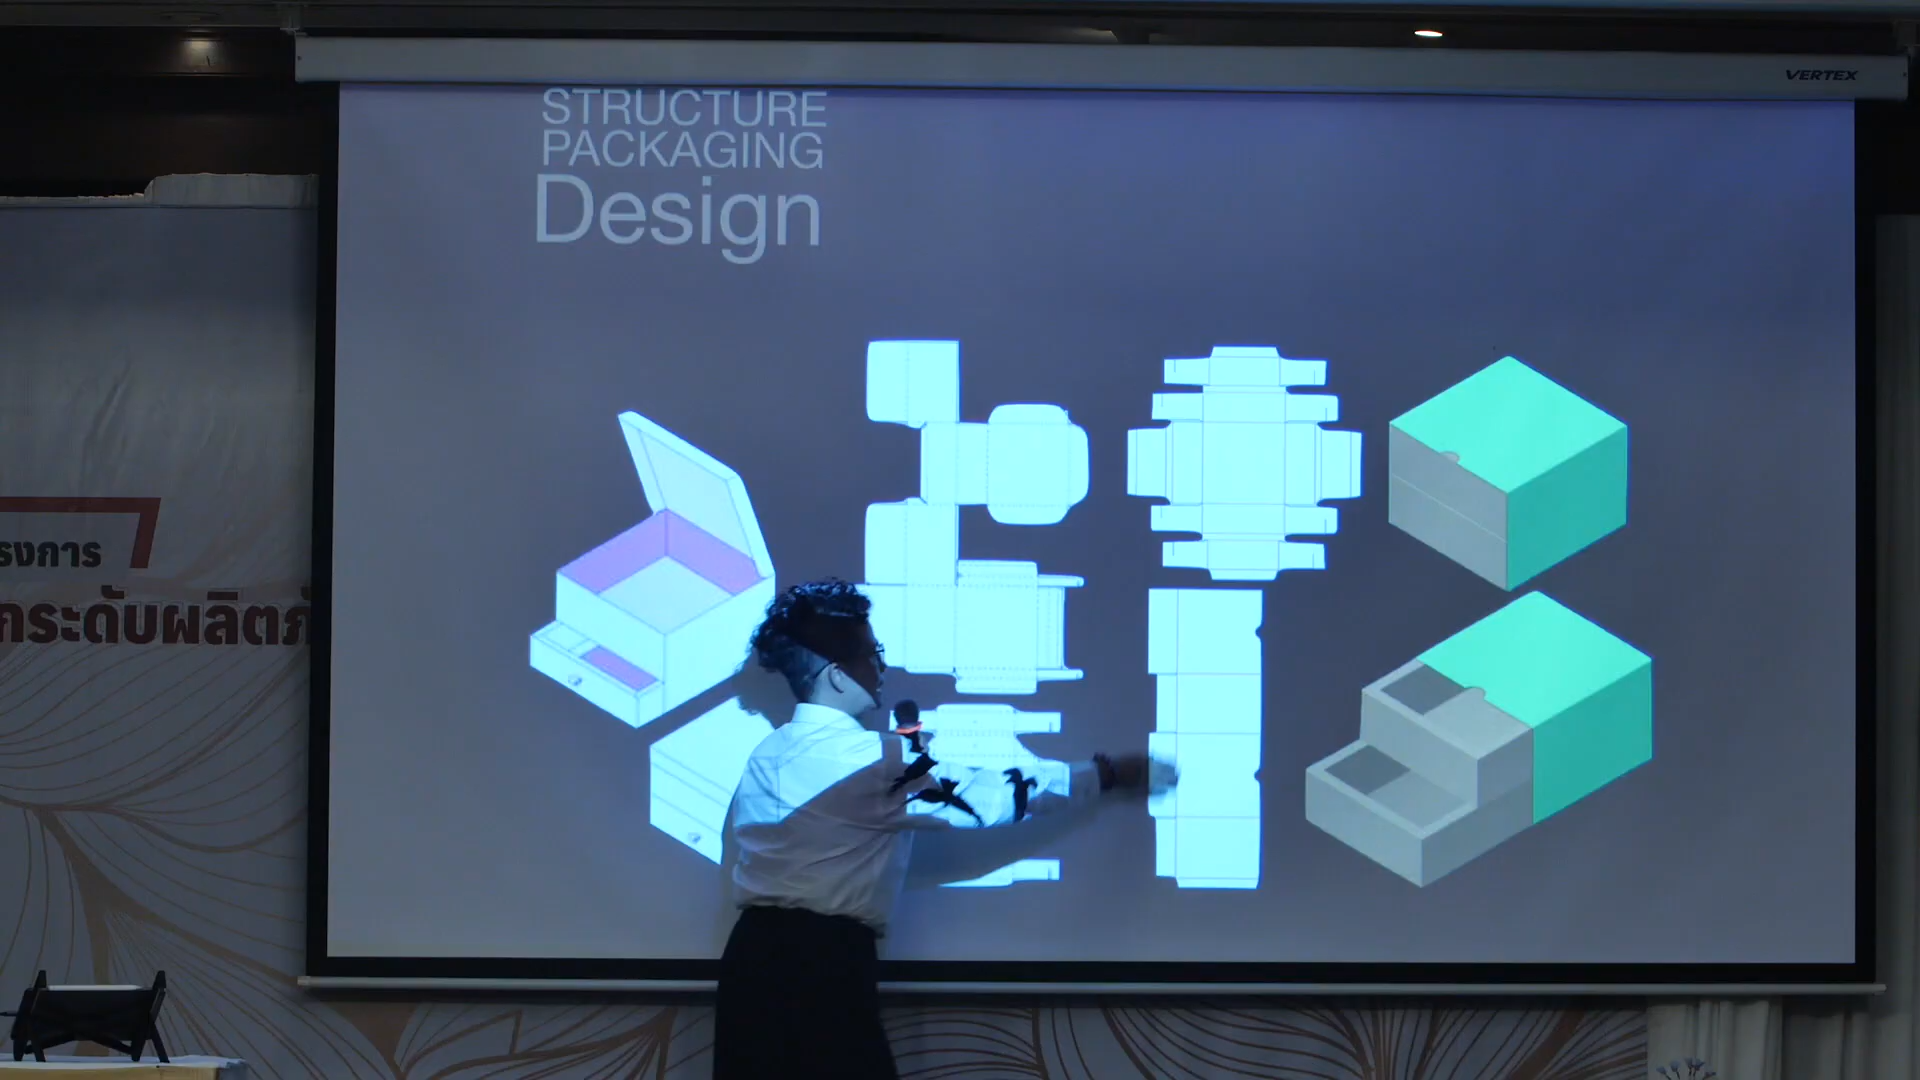 VERTEX
STRUCTURE
PACKAGING
Design
รงการ
กระดับผลิตภั